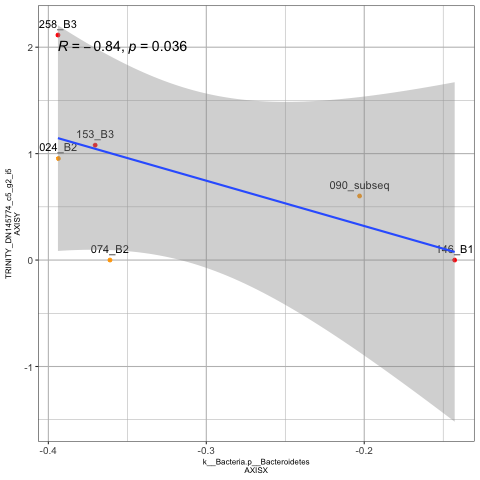 258_B3
R = −0.84, p = 0.036
153_B3
024_B2
090_subseq
074_B2
146_B1
2
1
0
-1
TRINITY_DN145774_c5_g2_i5
AXISY
-0.4
-0.3
-0.2
k__Bacteria.p__Bacteroidetes
AXISX